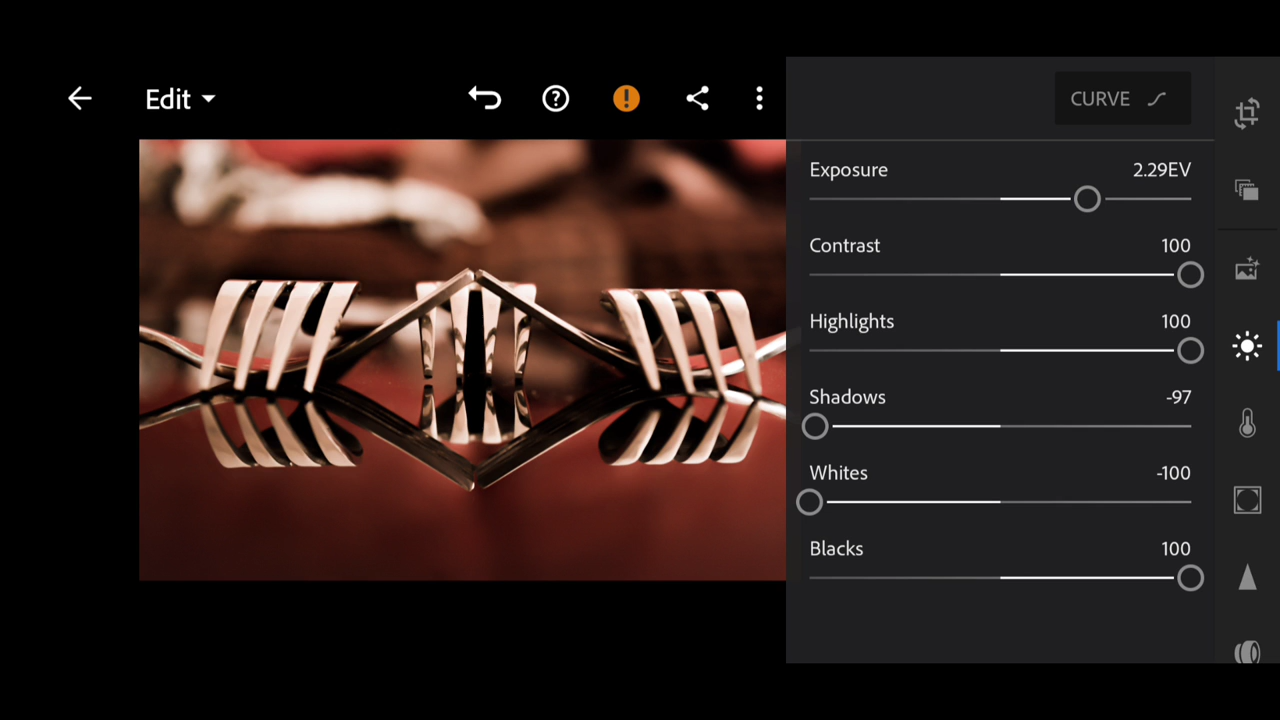 Edit
CURVE
Exposure 2.29EV
Contrast 100
Highlights 100
Shadows -97
Whites -100
Blacks 100